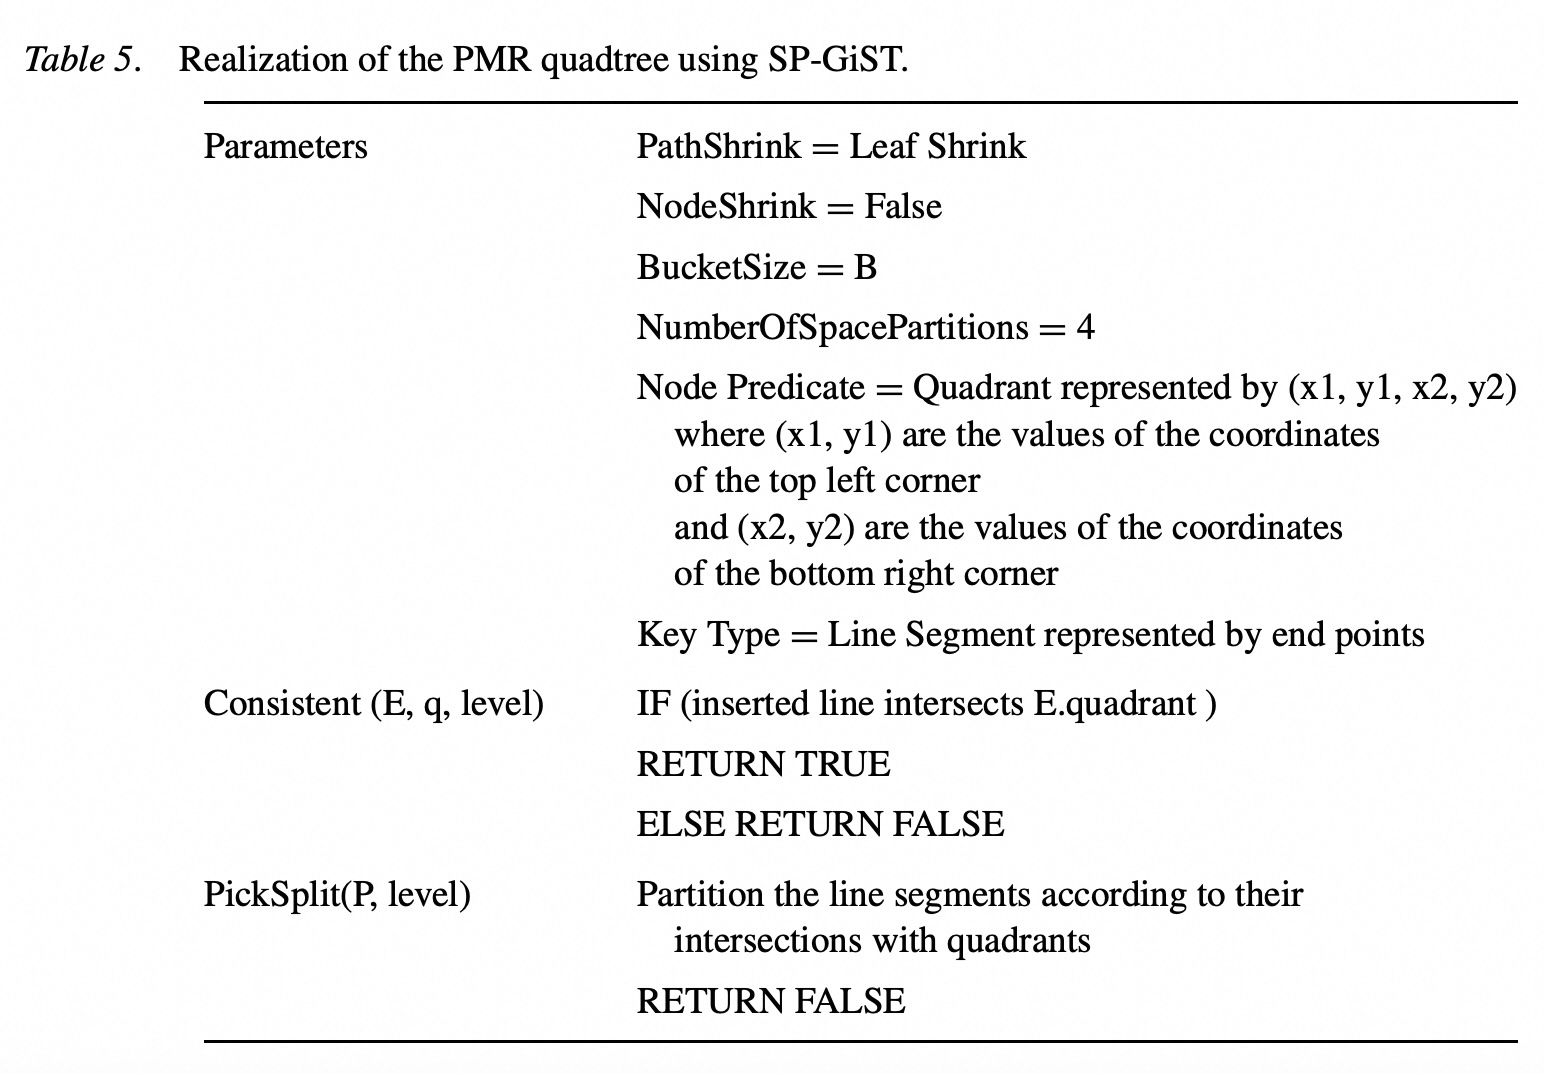 Table 5. Realization of the PMR quadtree using SP-GiST.
Parameters PathShrink = Leaf Shrink
NodeShrink = False
BucketSize = B
NumberOfSpacePartitions = 4
Node Predicate = Quadrant represented by (x1, y1, x2, y2)
where (x1, y1) are the values of the coordinates
of the top left corner
and (x2, y2) are the values of the coordinates
of the bottom right corner
Key Type = Line Segment represented by end points
Consistent (E, q, level) IF (inserted line intersects E.quadrant )
RETURN TRUE
ELSE RETURN FALSE
PickSplit(P, level) Partition the line segments according to their
intersections with quadrants
RETURN FALSE